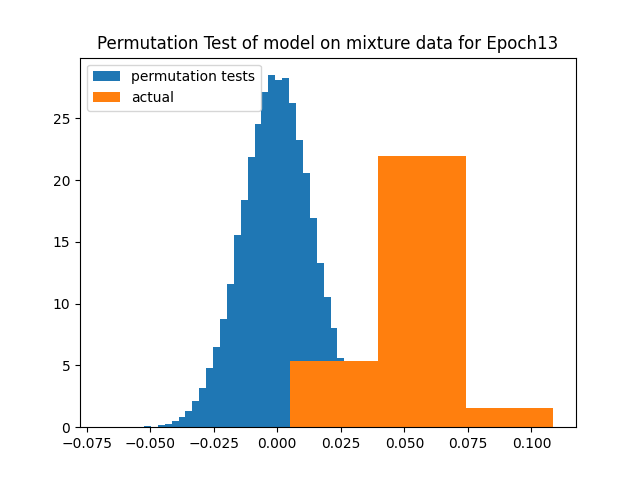 Permutation Test of model on mixture data for Epoch13
permutation tests
actual
25
20
15
10
5
0
−0.075 −0.050 −0.025 0.000 0.025 0.050 0.075 0.100